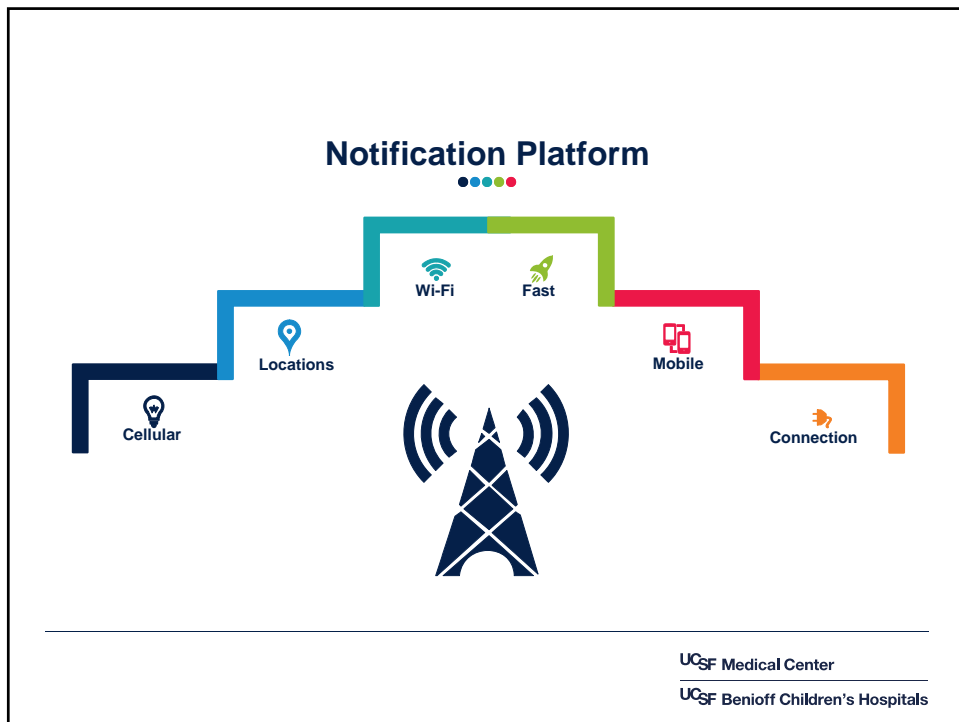 Notification Platform
Wi-Fi
Fast
Locations
Mobile
Cellular
Connection
UCSF Medical Center
UCSF Benioff Children's Hospitals